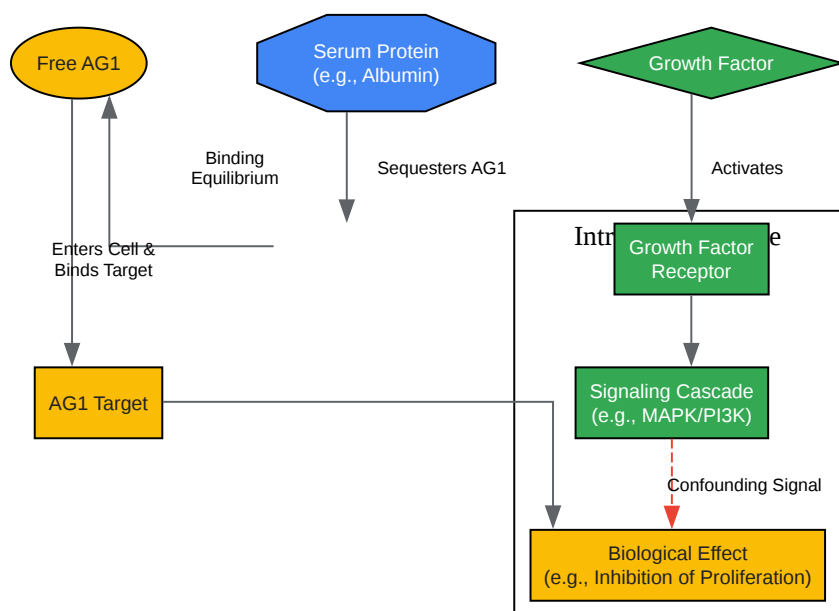 Free AG1
Serum Protein
(e.g., Albumin)
Growth Factor
Binding
Equilibrium
Sequesters AG1
Activates
Enters Cell &
Binds Target
Growth Factor
Receptor
AG1 Target
Signaling Cascade
(e.g., MAPK/PI3K)
Confounding Signal
Biological Effect
(e.g., Inhibition of Proliferation)